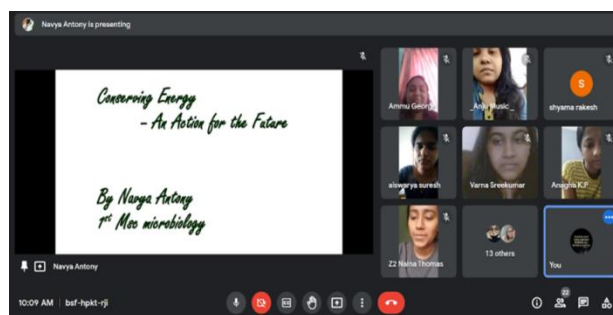 Navya Antony is presenting
Conserving Energy
- An Action for the Future
By Navya Antony
1st Msc microbiology
Navya Antony
Ammu George
_Anju Music_
S
shyama rakesh
aiswarya suresh
Varna Sreekumar
Anagha K.P
Z2 Naina Thomas
13 others
You
10:09 AM | bsf-hpkt-rji
22